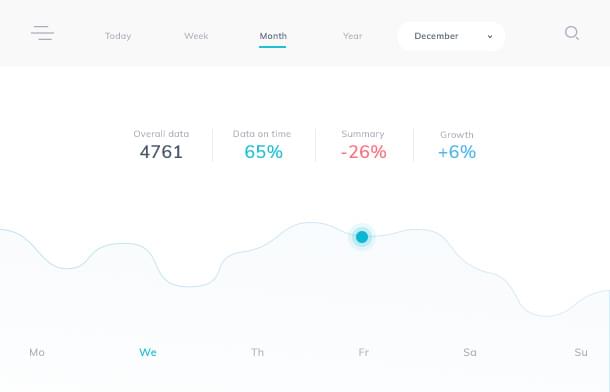 Today Week Month Year December
Overall data Data on time Summary Growth
4761 65% -26% +6%
Mo We Th Fr Sa Su